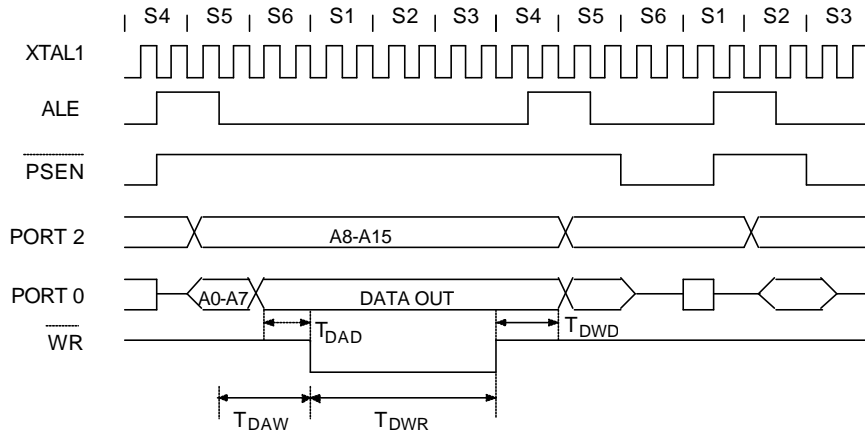 S4 S5 S6 S1 S2 S3 S4 S5 S6 S1 S2 S3
XTAL1
ALE
PSEN
PORT 2
A8-A15
PORT 0
A0-A7
DATA OUT
TDAD
TDWD
WR
TDAW
TDWR